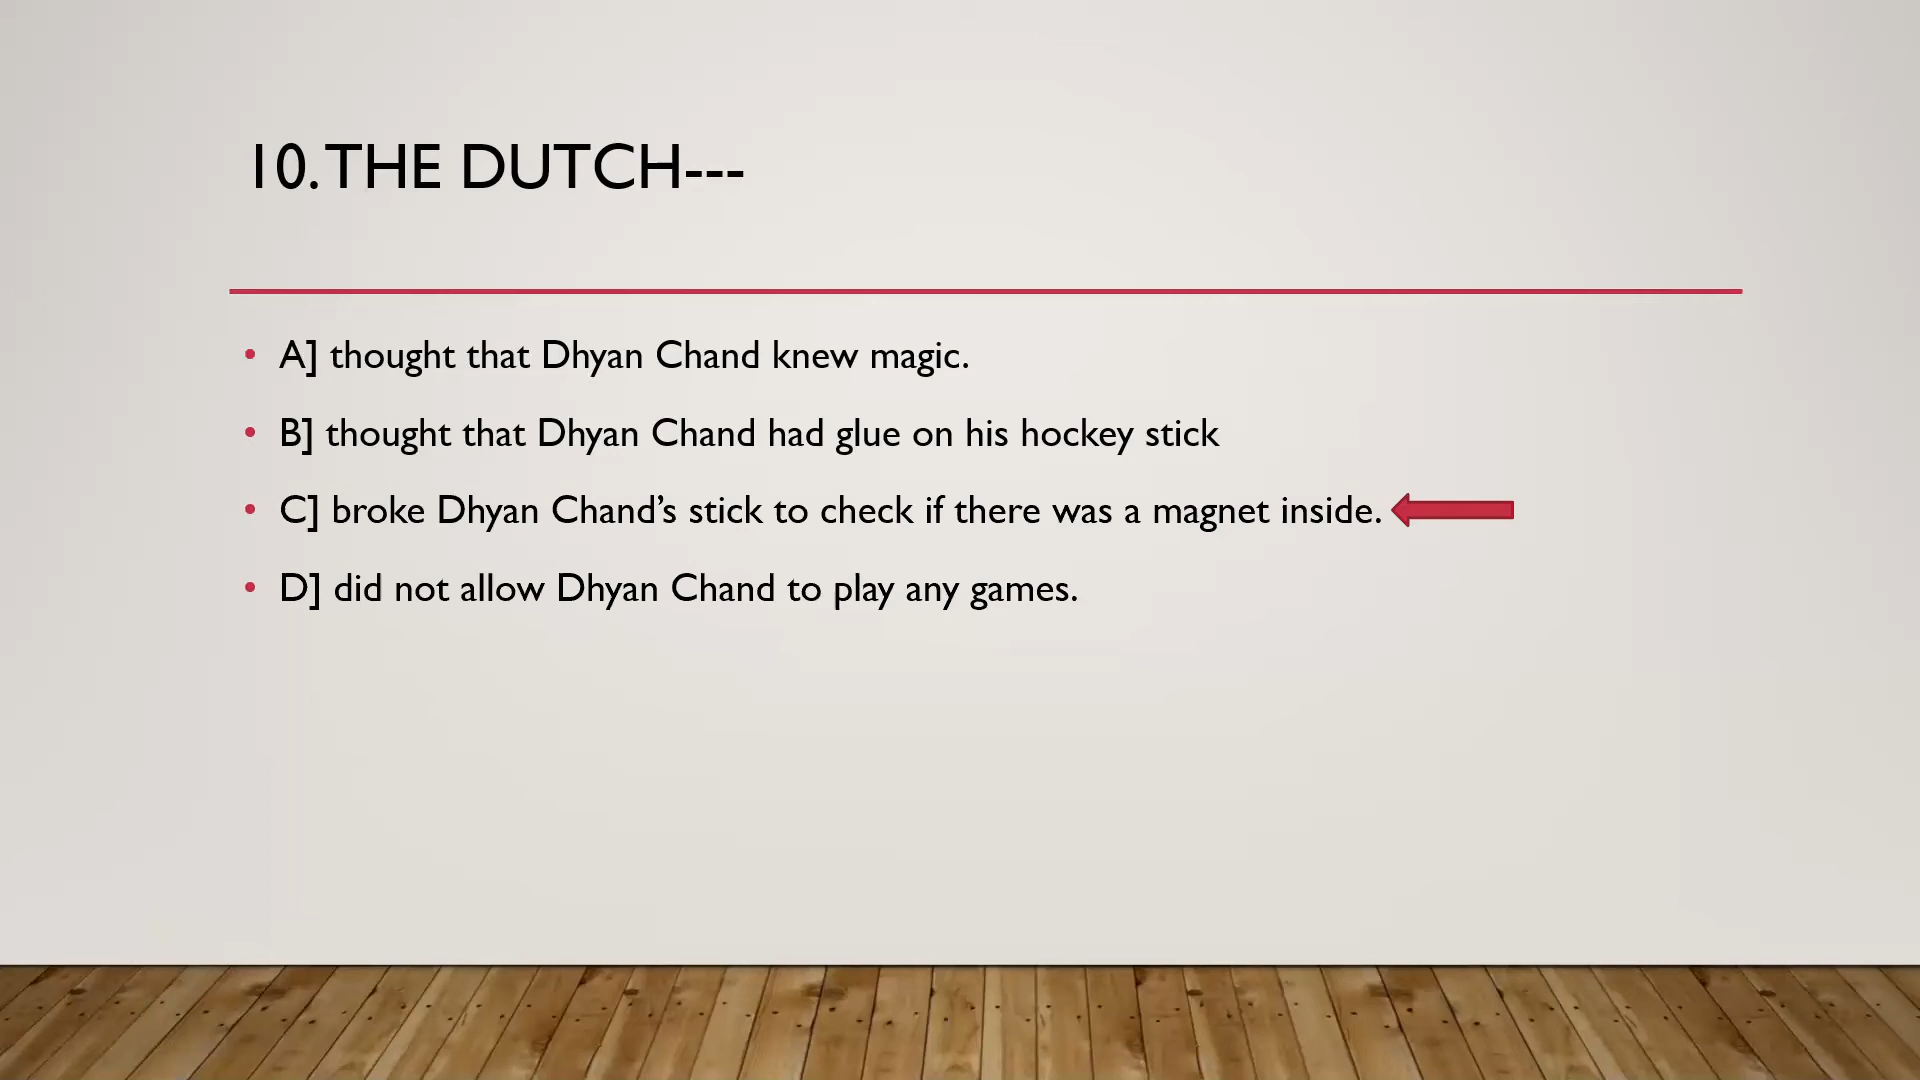 10. THE DUTCH---
• A] thought that Dhyan Chand knew magic.
• B] thought that Dhyan Chand had glue on his hockey stick
• C] broke Dhyan Chand’s stick to check if there was a magnet inside.
• D] did not allow Dhyan Chand to play any games.